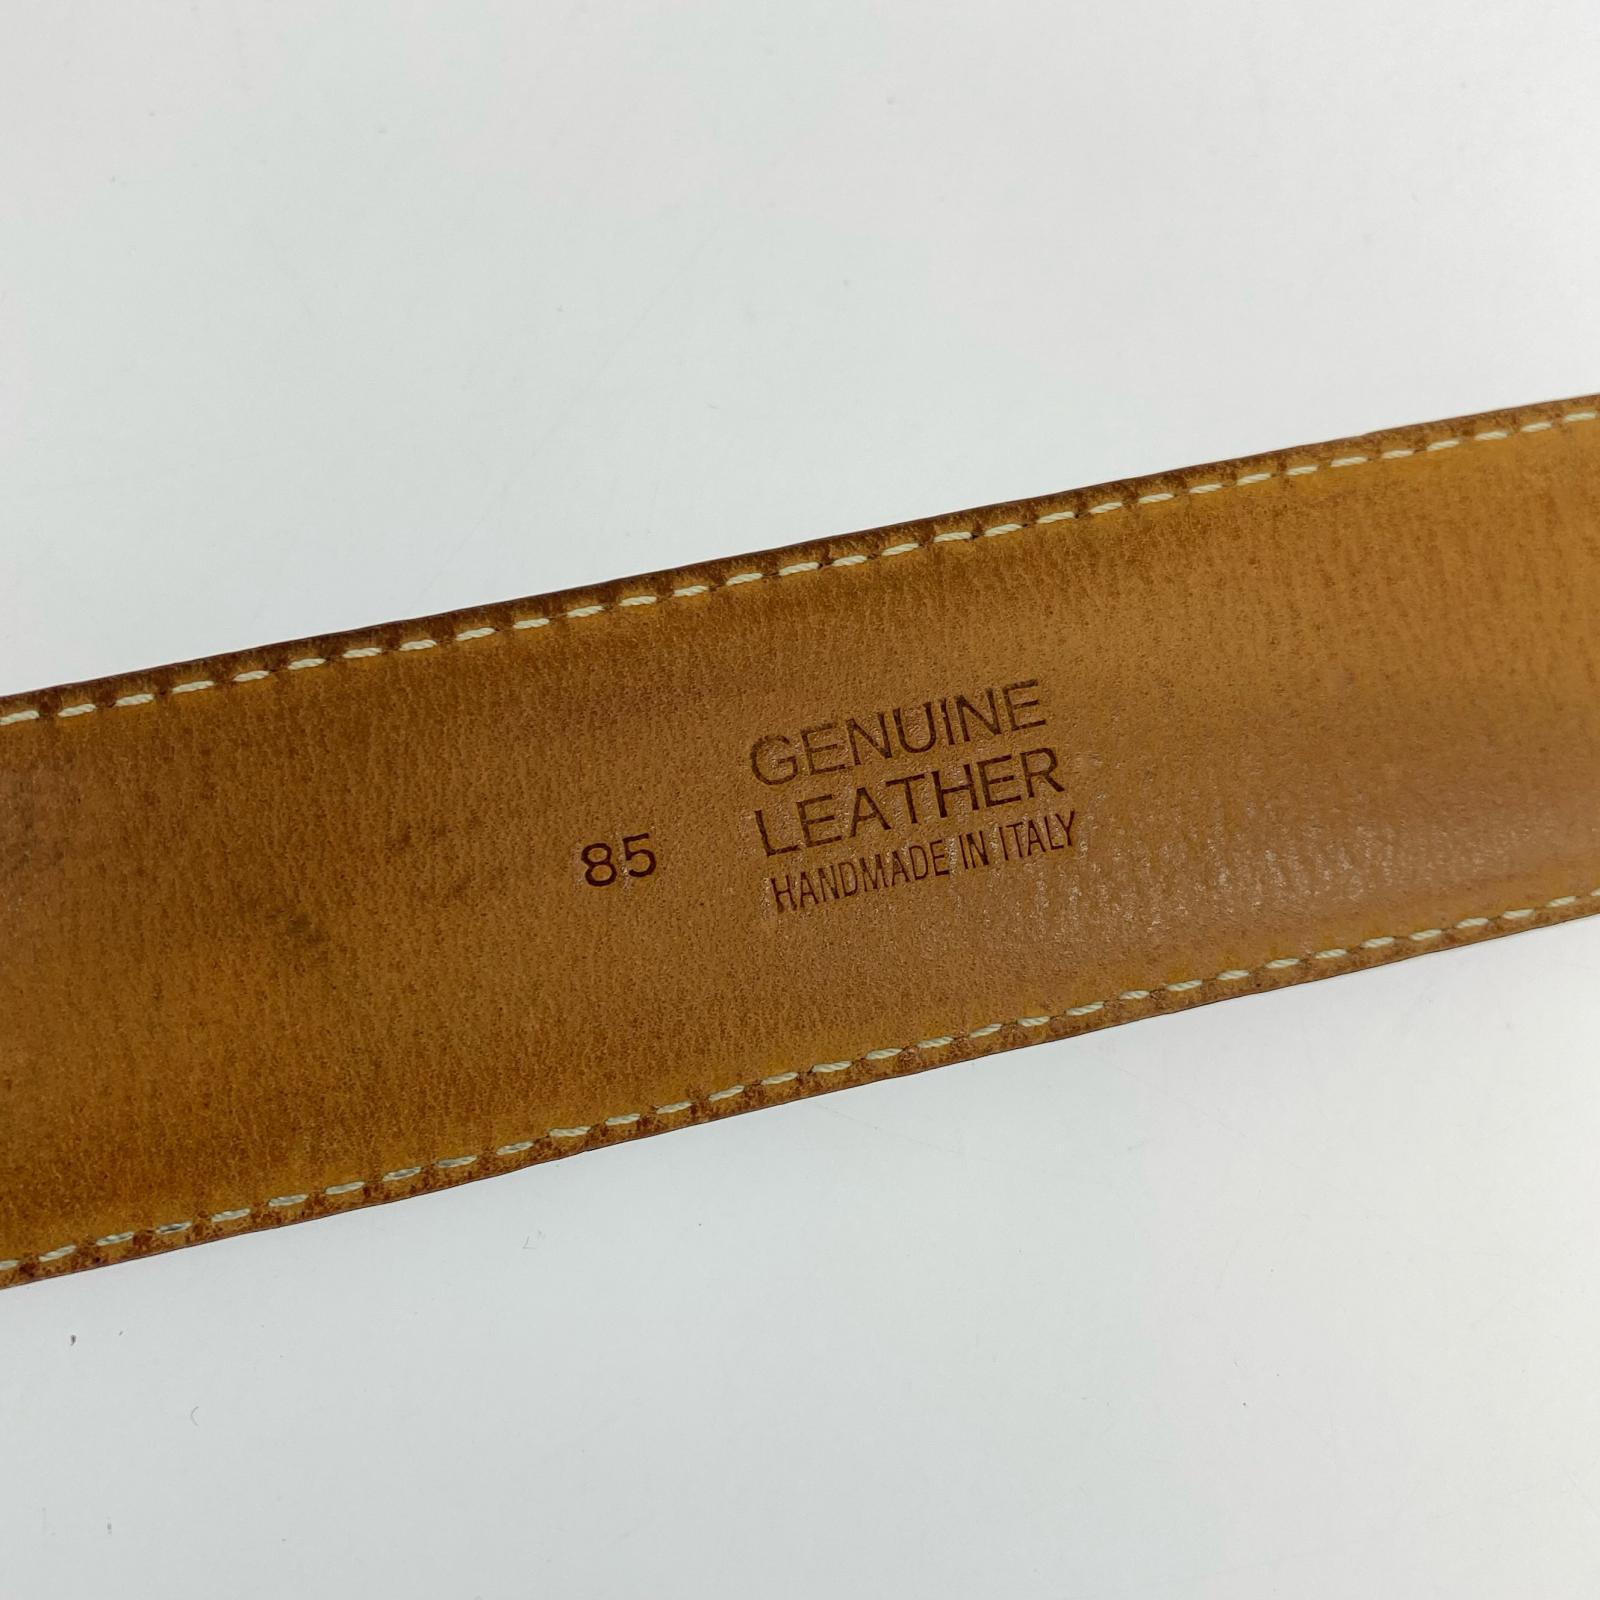 GENUINE
LEATHER
HANDMADE IN ITALY
85